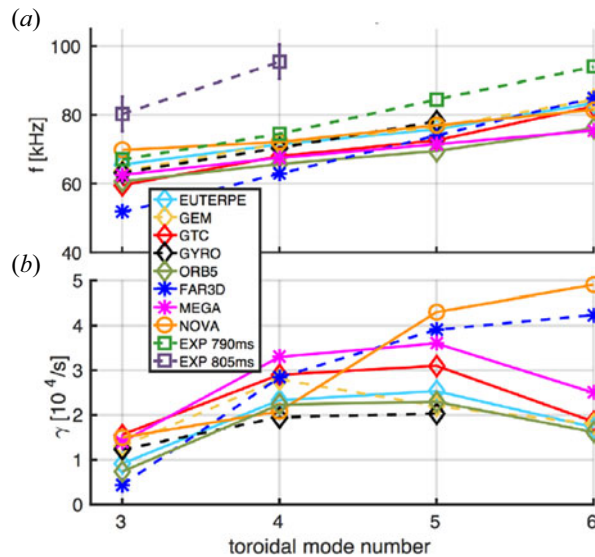 (a)
100
80
60
40
f [kHz]
EUTERPE
GEM
GTC
GYRO
ORB5
FAR3D
MEGA
NOVA
EXP 790ms
EXP 805ms
(b)
5
4
3
2
1
0
γ [10⁴/s]
3 4 5 6
toroidal mode number